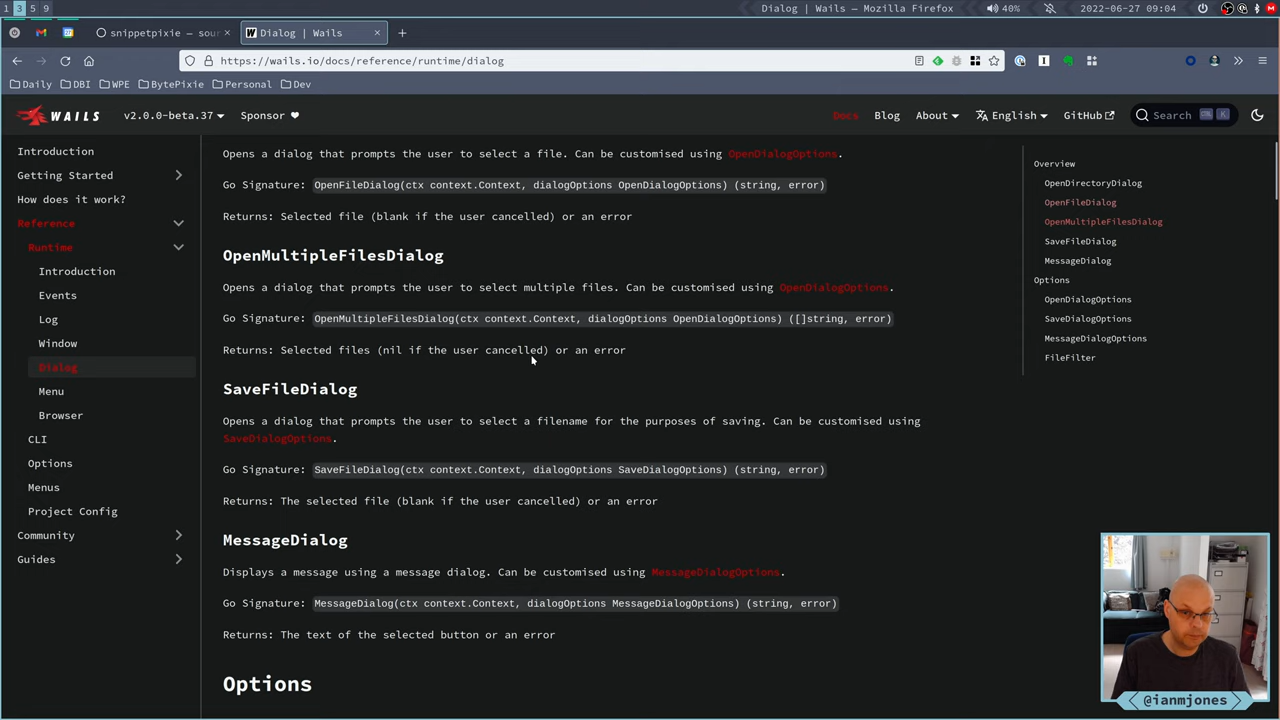 1 3 5 9
Dialog | Wails — Mozilla Firefox
40%
2022-06-27 09:04
snippetpixie — sour
Dialog | Wails
https://wails.io/docs/reference/runtime/dialog
Daily
DBI
WPE
BytePixie
Personal
Dev
WAILS
v2.0.0-beta.37
Sponsor
Docs
Blog
About
English
GitHub
Search
Introduction
Getting Started
How does it work?
Reference
Runtime
Introduction
Events
Log
Window
Dialog
Menu
Browser
CLI
Options
Menus
Project Config
Community
Guides
Opens a dialog that prompts the user to select a file. Can be customised using OpenDialogOptions.
Go Signature: OpenFileDialog(ctx context.Context, dialogOptions OpenDialogOptions) (string, error)
Returns: Selected file (blank if the user cancelled) or an error
OpenMultipleFilesDialog
Opens a dialog that prompts the user to select multiple files. Can be customised using OpenDialogOptions.
Go Signature: OpenMultipleFilesDialog(ctx context.Context, dialogOptions OpenDialogOptions) ([]string, error)
Returns: Selected files (nil if the user cancelled) or an error
SaveFileDialog
Opens a dialog that prompts the user to select a filename for the purposes of saving. Can be customised using
SaveDialogOptions.
Go Signature: SaveFileDialog(ctx context.Context, dialogOptions SaveDialogOptions) (string, error)
Returns: The selected file (blank if the user cancelled) or an error
MessageDialog
Displays a message using a message dialog. Can be customised using MessageDialogOptions.
Go Signature: MessageDialog(ctx context.Context, dialogOptions MessageDialogOptions) (string, error)
Returns: The text of the selected button or an error
Options
Overview
OpenDirectoryDialog
OpenFileDialog
OpenMultipleFilesDialog
SaveFileDialog
MessageDialog
Options
OpenDialogOptions
SaveDialogOptions
MessageDialogOptions
FileFilter
@ianmjones